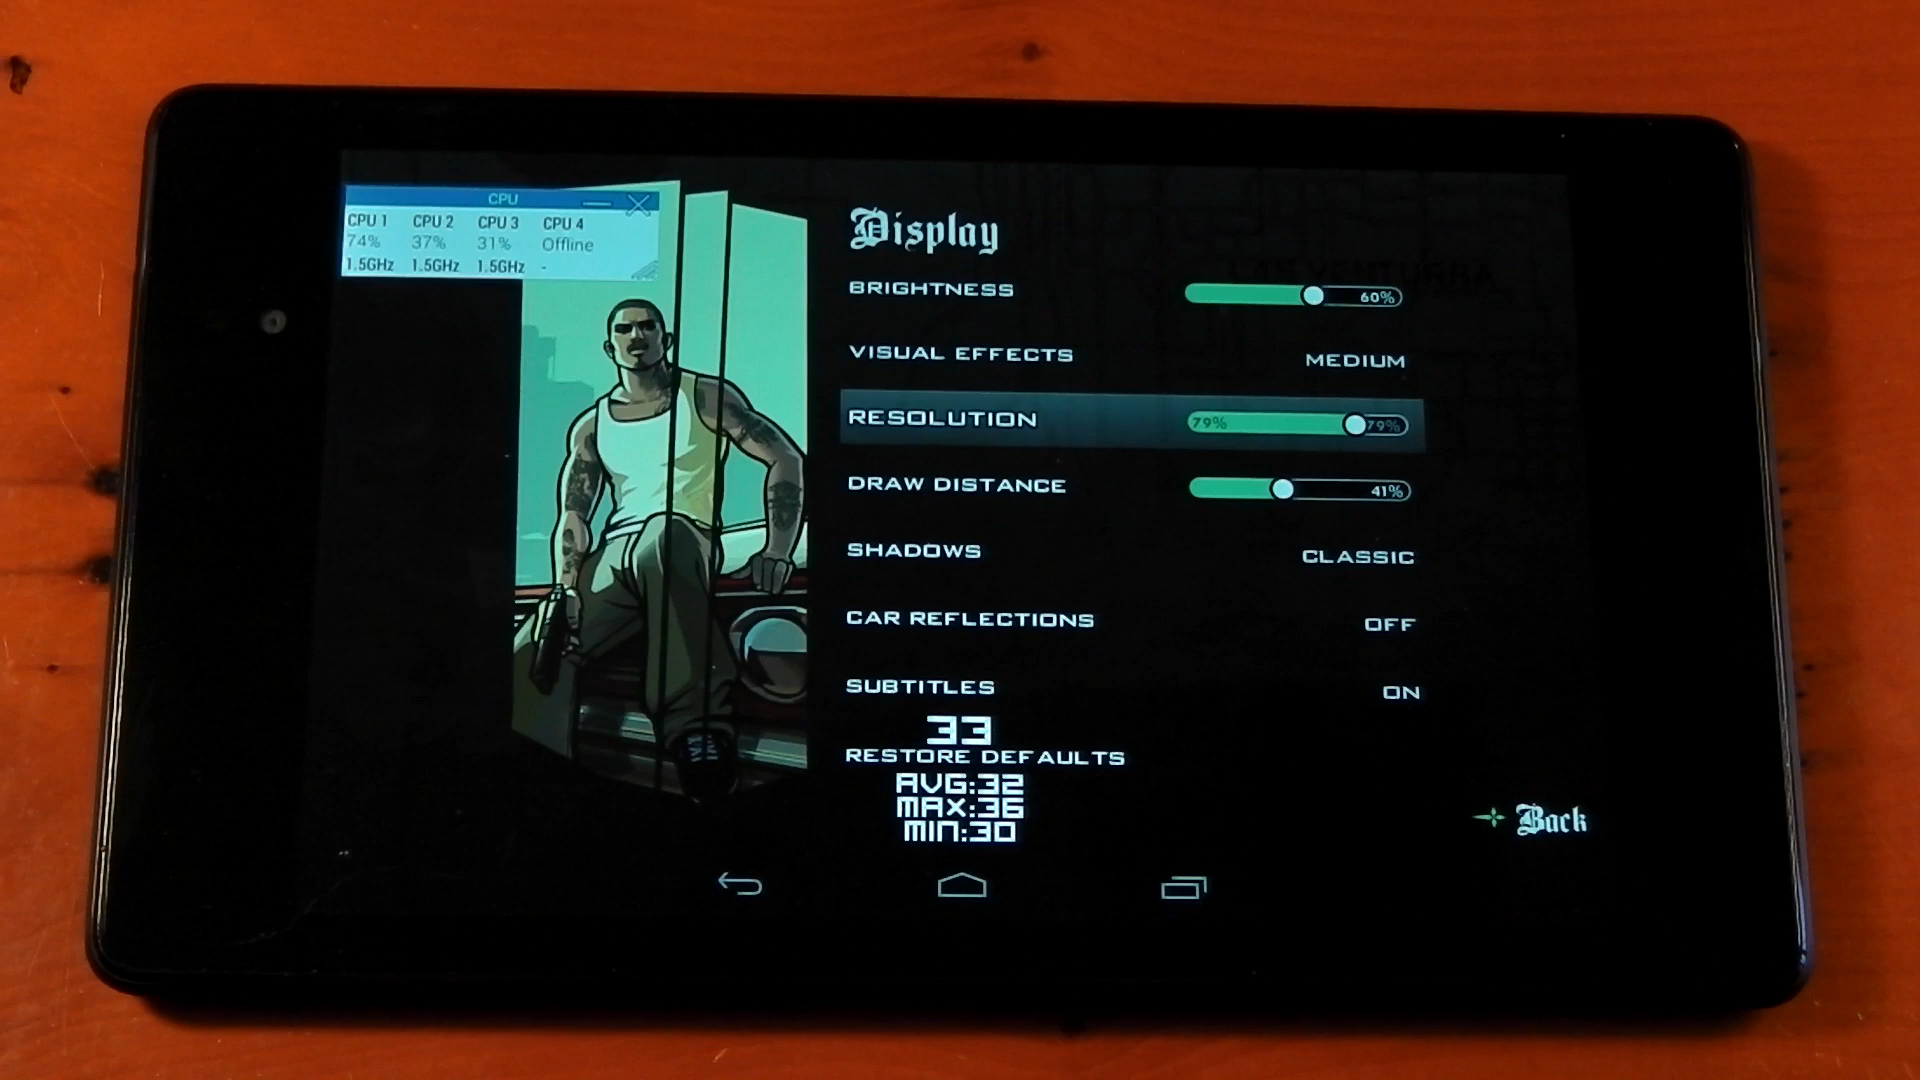 CPU
CPU 1 CPU 2 CPU 3 CPU 4
74% 37% 31% Offline
1.5GHz 1.5GHz 1.5GHz -
Display
LAS VENTURRA
BRIGHTNESS 60%
VISUAL EFFECTS MEDIUM
RESOLUTION 79% 79%
DRAW DISTANCE 41%
SHADOWS CLASSIC
CAR REFLECTIONS OFF
SUBTITLES ON
33
RESTORE DEFAULTS
AVG:32
MAX:36
MIN:30
Back